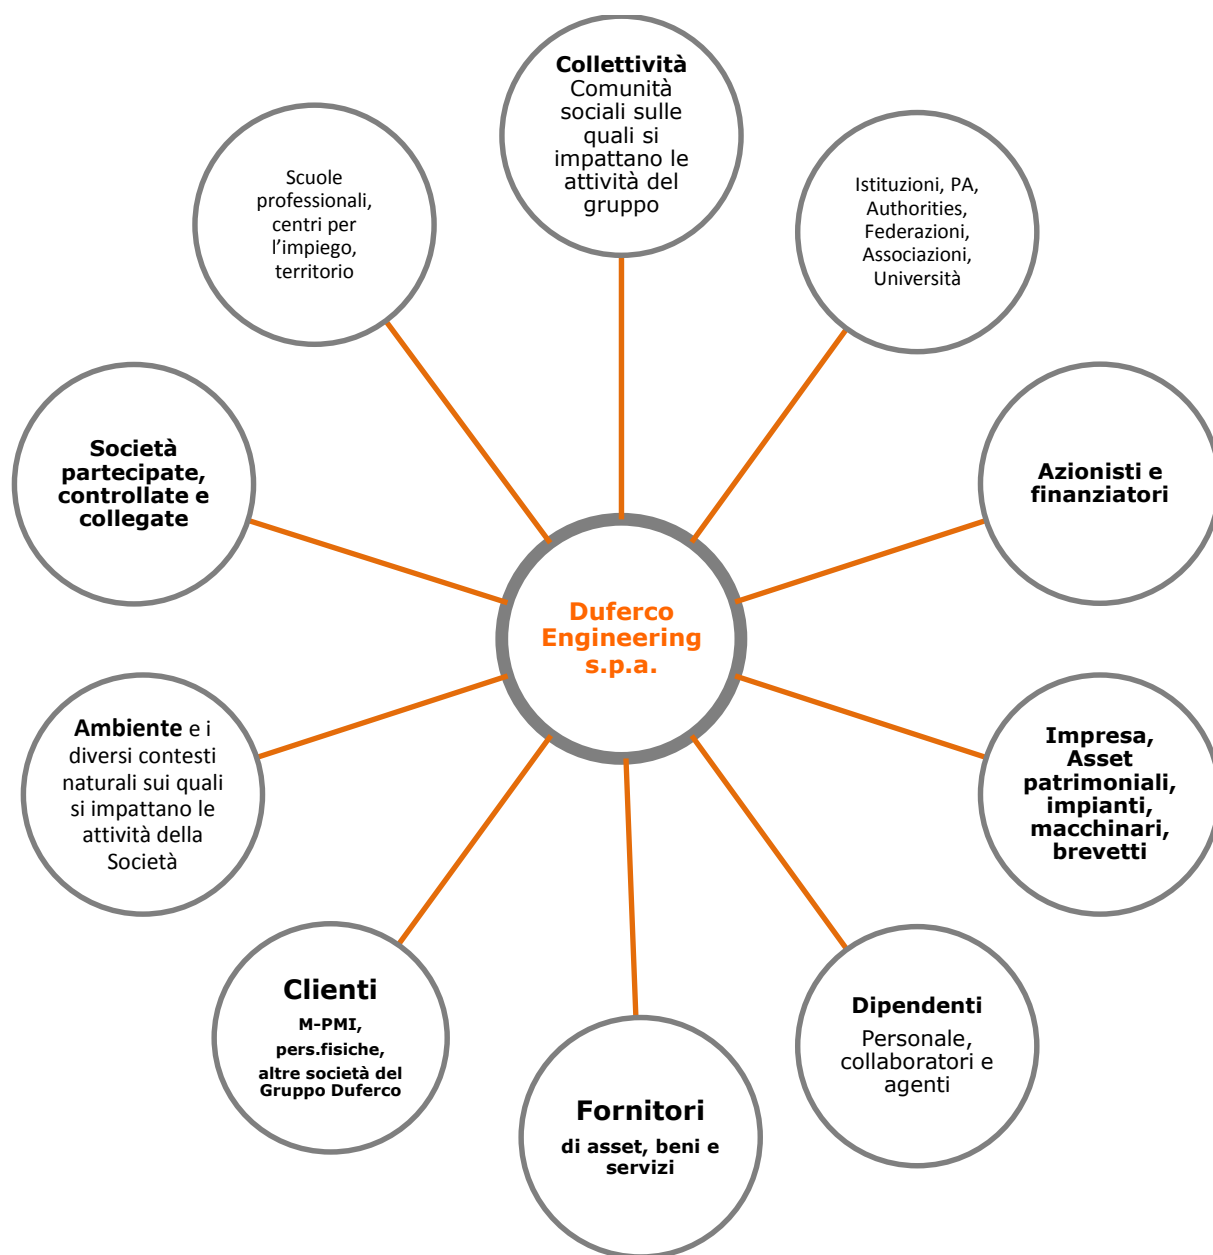 Collettività
Comunità
sociali sulle
quali si
impattano le
attività del
gruppo
Scuole
professionali,
centri per
l’impiego,
territorio
Istituzioni, PA,
Authorities,
Federazioni,
Associazioni,
Università
Società
partecipate,
controllate e
collegate
Azionisti e
finanziatori
Duferco
Engineering
s.p.a.
Ambiente e i
diversi contesti
naturali sui quali
si impattano le
attività della
Società
Impresa,
Asset
patrimoniali,
impianti,
macchinari,
brevetti
Clienti
M-PMI,
pers.fisiche,
altre società del
Gruppo Duferco
Dipendenti
Personale,
collaboratori e
agenti
Fornitori
di asset, beni e
servizi